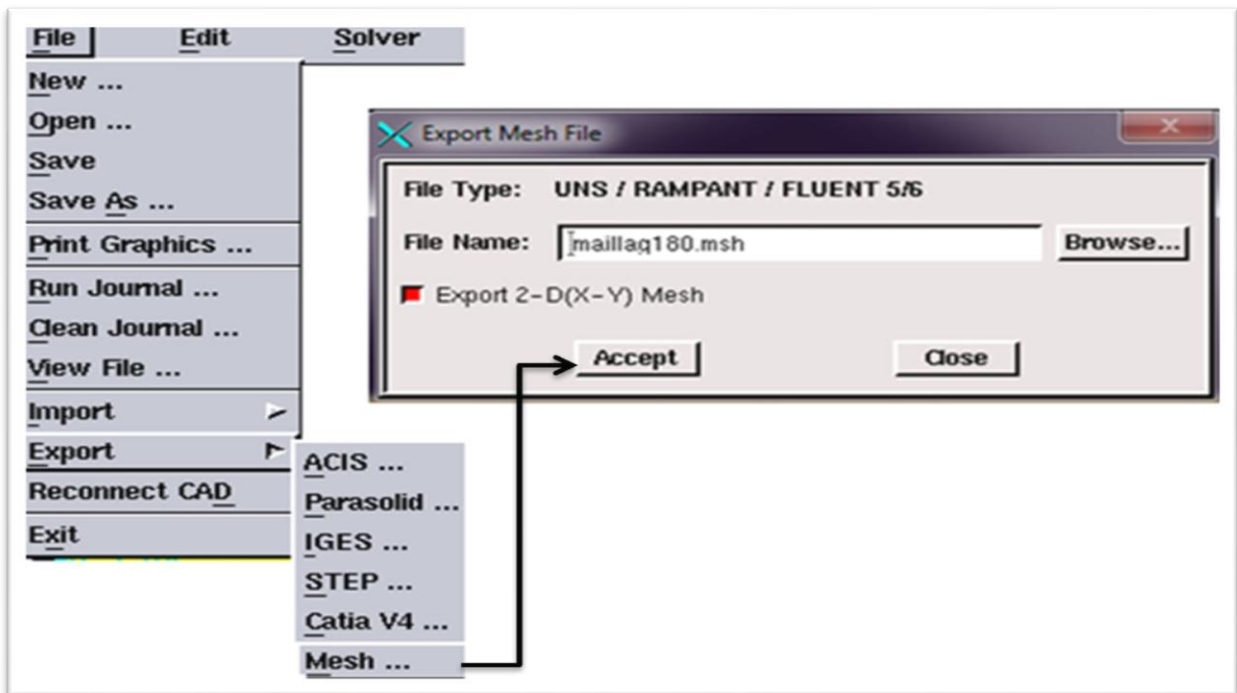 File Edit Solver
New ...
Open ...
Save
Save As ...
Print Graphics ...
Run Journal ...
Clean Journal ...
View File ...
Import
Export
Reconnect CAD
Exit
ACIS ...
Parasolid ...
IGES ...
STEP ...
Catia V4 ...
Mesh ...
Export Mesh File
File Type: UNS / RAMPANT / FLUENT 5/6
File Name: maillag180.msh Browse...
Export 2-D(X-Y) Mesh
Accept Close